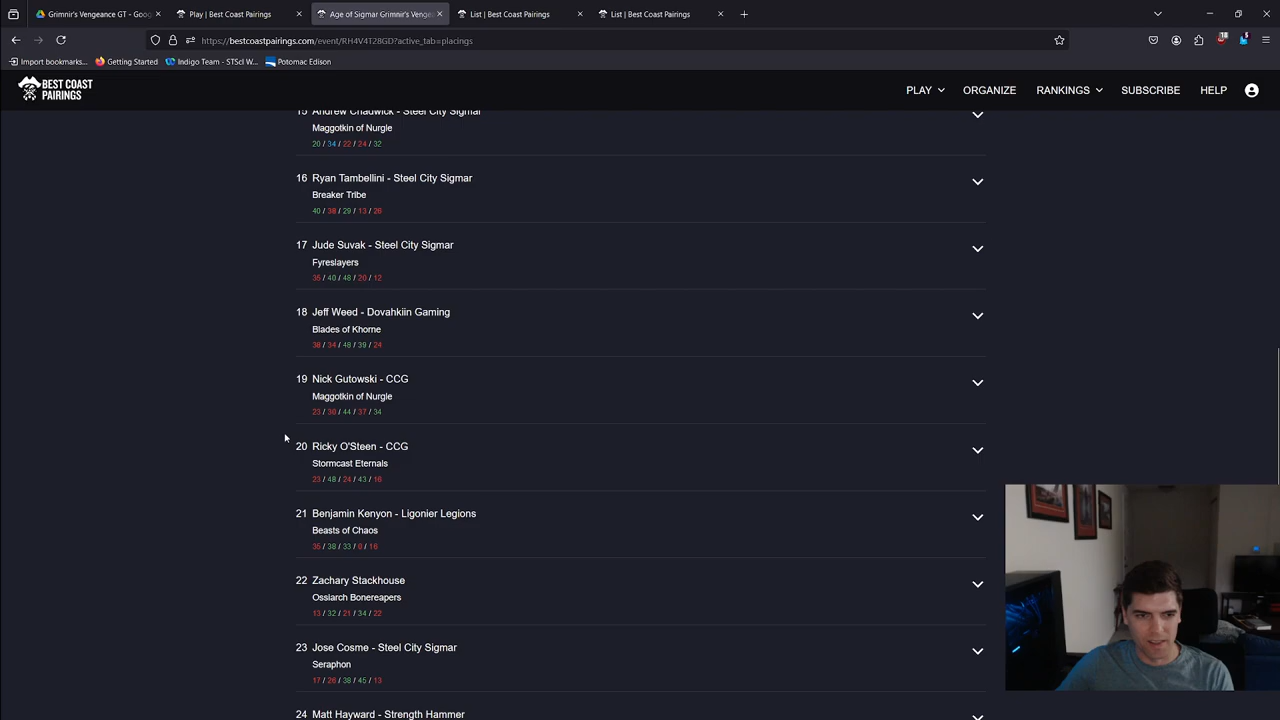 Grimnir's Vengeance GT - Goog
Play | Best Coast Pairings
Age of Sigmar Grimnir's Venge
List | Best Coast Pairings
List | Best Coast Pairings
https://bestcoastpairings.com/event/RH4V4T28GD?active_tab=placings
18
5
Import bookmarks...
Getting Started
Indigo Team - STScI W...
Potomac Edison
BEST COAST
PAIRINGS
PLAY
ORGANIZE
RANKINGS
SUBSCRIBE
HELP
15 Andrew Chadwick - Steel City Sigmar
Maggotkin of Nurgle
20 / 34 / 22 / 24 / 32
16 Ryan Tambellini - Steel City Sigmar
Breaker Tribe
40 / 38 / 29 / 13 / 26
17 Jude Suvak - Steel City Sigmar
Fyreslayers
35 / 40 / 48 / 20 / 12
18 Jeff Weed - Dovahkiin Gaming
Blades of Khorne
38 / 34 / 48 / 39 / 24
19 Nick Gutowski - CCG
Maggotkin of Nurgle
23 / 30 / 44 / 37 / 34
20 Ricky O'Steen - CCG
Stormcast Eternals
23 / 48 / 24 / 43 / 16
21 Benjamin Kenyon - Ligonier Legions
Beasts of Chaos
35 / 38 / 33 / 0 / 16
22 Zachary Stackhouse
Ossiarch Bonereapers
13 / 32 / 21 / 34 / 22
23 Jose Cosme - Steel City Sigmar
Seraphon
17 / 26 / 38 / 45 / 13
24 Matt Hayward - Strength Hammer